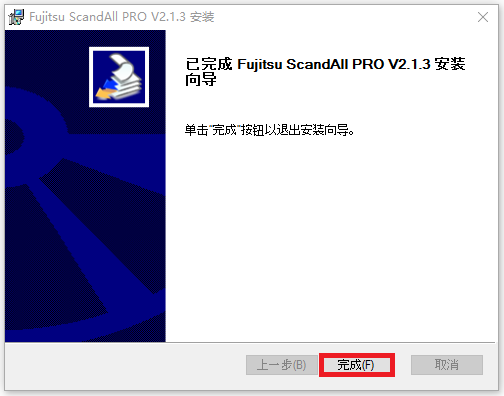 Fujitsu ScandAll PRO V2.1.3 安装
已完成 Fujitsu ScandAll PRO V2.1.3 安装
向导
单击“完成”按钮以退出安装向导。
上一步(B) 完成(F) 取消